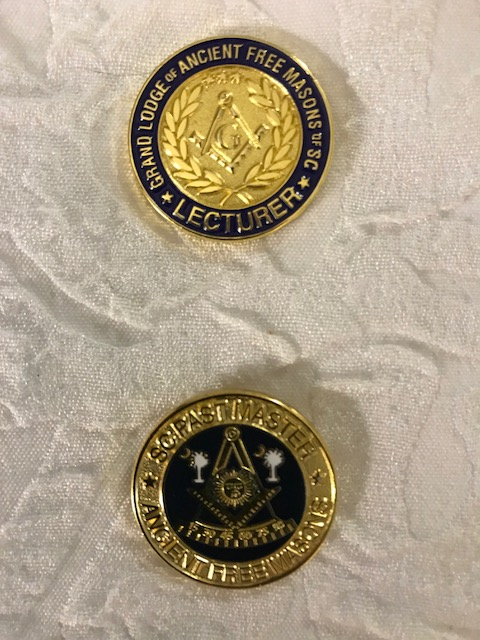 GRAND LODGE OF ANCIENT FREE MASONS OF SC
G
LECTURER
SC PAST MASTER
ANCIENT FREE MASONS